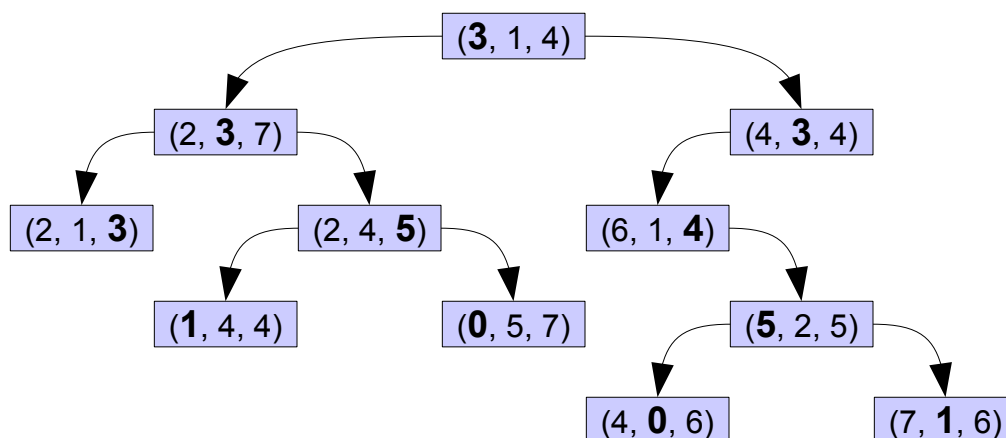 (3, 1, 4)
(2, 3, 7)
(4, 3, 4)
(2, 1, 3)
(2, 4, 5)
(6, 1, 4)
(1, 4, 4)
(0, 5, 7)
(5, 2, 5)
(4, 0, 6)
(7, 1, 6)